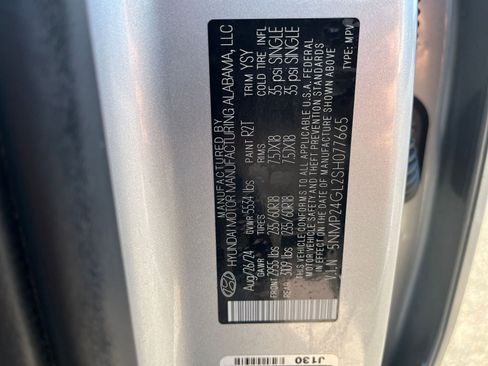 MANUFACTURED BY
HYUNDAI MOTOR MANUFACTURING ALABAMA, LLC
Aug/26/24 GVWR 5534 lbs PAINT R2T TRIM YSY
GAWR TIRES RIMS COLD TIRE INFL
FRONT 2955 lbs 235/60R18 7.5JX18 35 psi SINGLE
REAR 3109 lbs 235/60R18 7.5JX18 35 psi SINGLE
THIS VEHICLE CONFORMS TO ALL APPLICABLE U.S.A. FEDERAL
MOTOR VEHICLE SAFETY AND THEFT PREVENTION STANDARDS
IN EFFECT ON THE DATE OF MANUFACTURE SHOWN ABOVE
V.I.N : 5NMP24GL2SH077665 TYPE: MPV
J130